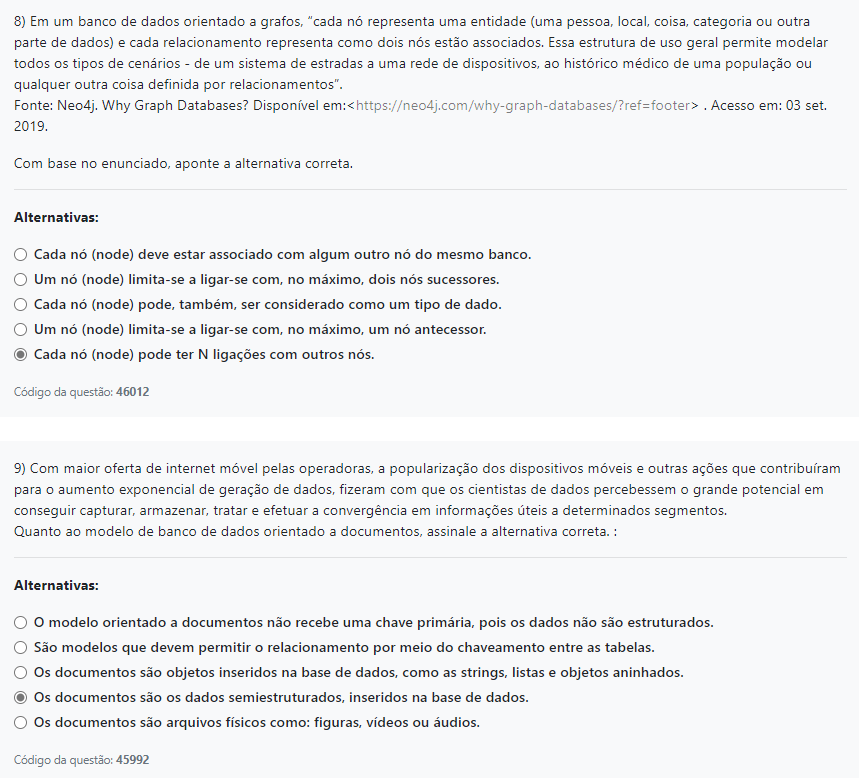 8) Em um banco de dados orientado a grafos, “cada nó representa uma entidade (uma pessoa, local, coisa, categoria ou outra
parte de dados) e cada relacionamento representa como dois nós estão associados. Essa estrutura de uso geral permite modelar
todos os tipos de cenários - de um sistema de estradas a uma rede de dispositivos, ao histórico médico de uma população ou
qualquer outra coisa definida por relacionamentos”.
Fonte: Neo4j. Why Graph Databases? Disponível em:<https://neo4j.com/why-graph-databases/?ref=footer> . Acesso em: 03 set.
2019.
Com base no enunciado, aponte a alternativa correta.
Alternativas:
Cada nó (node) deve estar associado com algum outro nó do mesmo banco.
Um nó (node) limita-se a ligar-se com, no máximo, dois nós sucessores.
Cada nó (node) pode, também, ser considerado como um tipo de dado.
Um nó (node) limita-se a ligar-se com, no máximo, um nó antecessor.
Cada nó (node) pode ter N ligações com outros nós.
Código da questão: 46012
9) Com maior oferta de internet móvel pelas operadoras, a popularização dos dispositivos móveis e outras ações que contribuíram
para o aumento exponencial de geração de dados, fizeram com que os cientistas de dados percebessem o grande potencial em
conseguir capturar, armazenar, tratar e efetuar a convergência em informações úteis a determinados segmentos.
Quanto ao modelo de banco de dados orientado a documentos, assinale a alternativa correta. :
Alternativas:
O modelo orientado a documentos não recebe uma chave primária, pois os dados não são estruturados.
São modelos que devem permitir o relacionamento por meio do chaveamento entre as tabelas.
Os documentos são objetos inseridos na base de dados, como as strings, listas e objetos aninhados.
Os documentos são os dados semiestruturados, inseridos na base de dados.
Os documentos são arquivos físicos como: figuras, vídeos ou áudios.
Código da questão: 45992